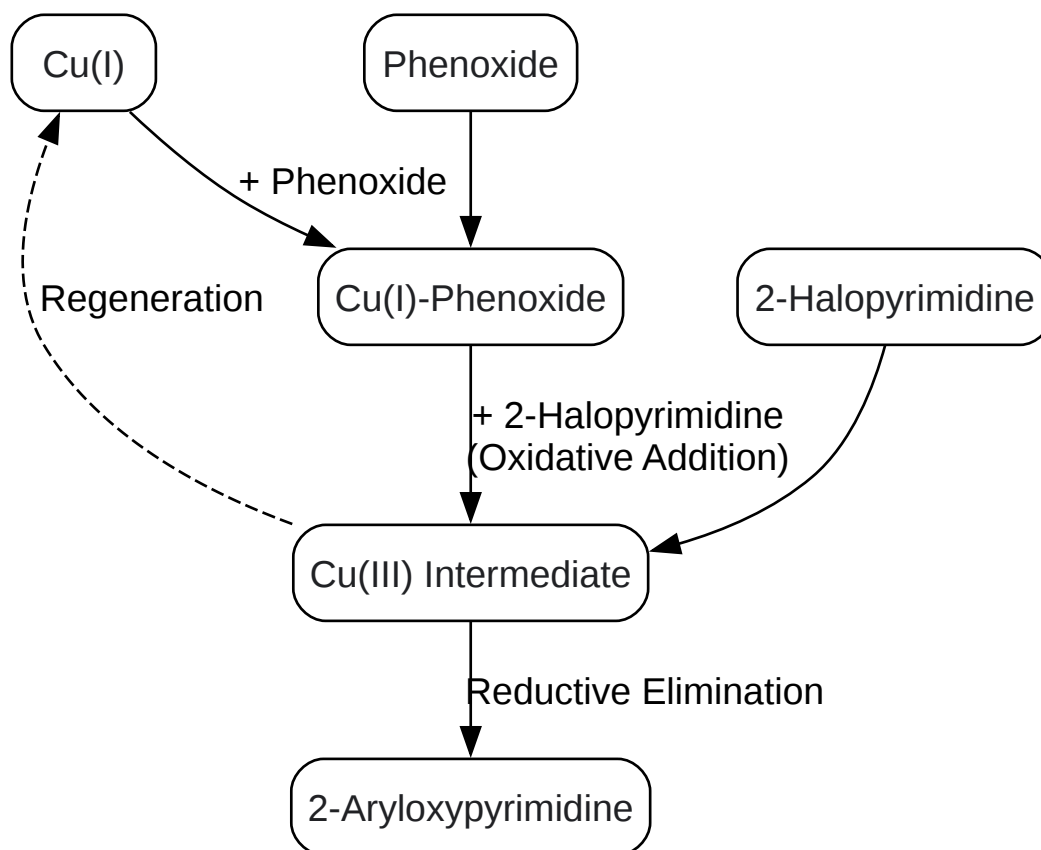 Cu(I)
Phenoxide
+ Phenoxide
Regeneration
Cu(I)-Phenoxide
2-Halopyrimidine
+ 2-Halopyrimidine
(Oxidative Addition)
Cu(III) Intermediate
Reductive Elimination
2-Aryloxypyrimidine